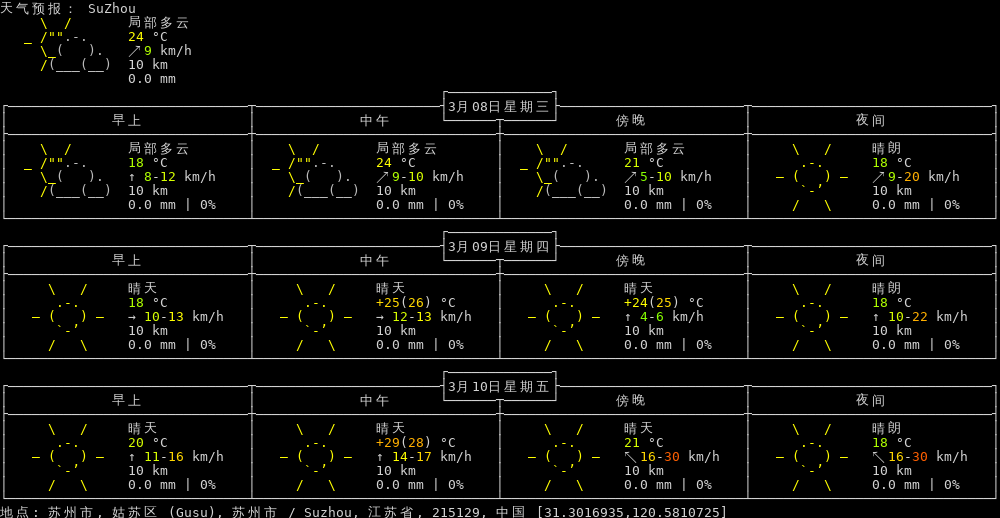 天气预报： SuZhou
局部多云
24 °C
↗9 km/h
10 km
0.0 mm
3月08日星期三
早上 中午 傍晚 夜间
局部多云 局部多云 局部多云 晴朗
18 °C 24 °C 21 °C 18 °C
↑ 8-12 km/h ↗9-10 km/h ↗5-10 km/h ↗9-20 km/h
10 km 10 km 10 km 10 km
0.0 mm | 0% 0.0 mm | 0% 0.0 mm | 0% 0.0 mm | 0%
3月09日星期四
早上 中午 傍晚 夜间
晴天 晴天 晴天 晴朗
18 °C +25(26) °C +24(25) °C 18 °C
→ 10-13 km/h → 12-13 km/h ↑ 4-6 km/h ↑ 10-22 km/h
10 km 10 km 10 km 10 km
0.0 mm | 0% 0.0 mm | 0% 0.0 mm | 0% 0.0 mm | 0%
3月10日星期五
早上 中午 傍晚 夜间
晴天 晴天 晴天 晴朗
20 °C +29(28) °C 21 °C 18 °C
↑ 11-16 km/h ↑ 14-17 km/h ↖16-30 km/h ↖16-30 km/h
10 km 10 km 10 km 10 km
0.0 mm | 0% 0.0 mm | 0% 0.0 mm | 0% 0.0 mm | 0%
地点: 苏州市, 姑苏区 (Gusu), 苏州市 / Suzhou, 江苏省, 215129, 中国 [31.3016935,120.5810725]